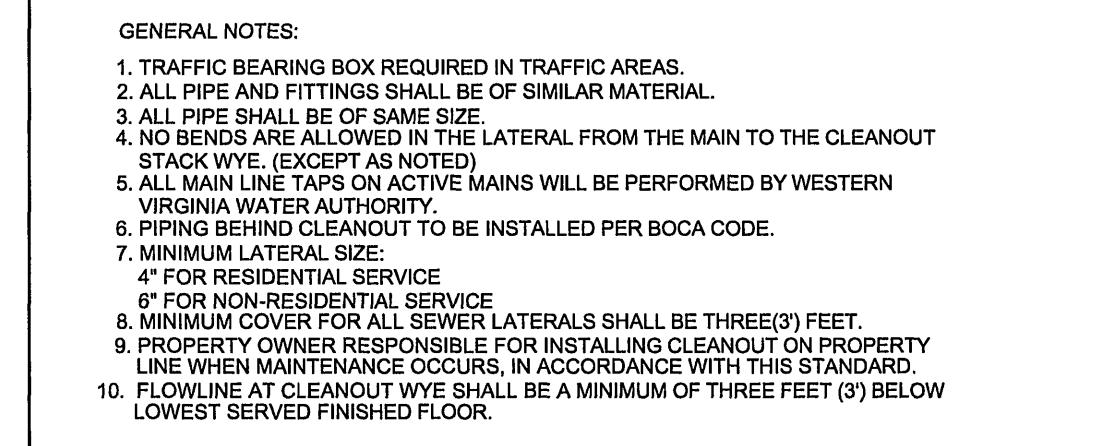 GENERAL NOTES:
1. TRAFFIC BEARING BOX REQUIRED IN TRAFFIC AREAS.
2. ALL PIPE AND FITTINGS SHALL BE OF SIMILAR MATERIAL.
3. ALL PIPE SHALL BE OF SAME SIZE.
4. NO BENDS ARE ALLOWED IN THE LATERAL FROM THE MAIN TO THE CLEANOUT
STACK WYE. (EXCEPT AS NOTED)
5. ALL MAIN LINE TAPS ON ACTIVE MAINS WILL BE PERFORMED BY WESTERN
VIRGINIA WATER AUTHORITY.
6. PIPING BEHIND CLEANOUT TO BE INSTALLED PER BOCA CODE.
7. MINIMUM LATERAL SIZE:
4" FOR RESIDENTIAL SERVICE
6" FOR NON-RESIDENTIAL SERVICE
8. MINIMUM COVER FOR ALL SEWER LATERALS SHALL BE THREE(3') FEET.
9. PROPERTY OWNER RESPONSIBLE FOR INSTALLING CLEANOUT ON PROPERTY
LINE WHEN MAINTENANCE OCCURS, IN ACCORDANCE WITH THIS STANDARD.
10. FLOWLINE AT CLEANOUT WYE SHALL BE A MINIMUM OF THREE FEET (3') BELOW
LOWEST SERVED FINISHED FLOOR.